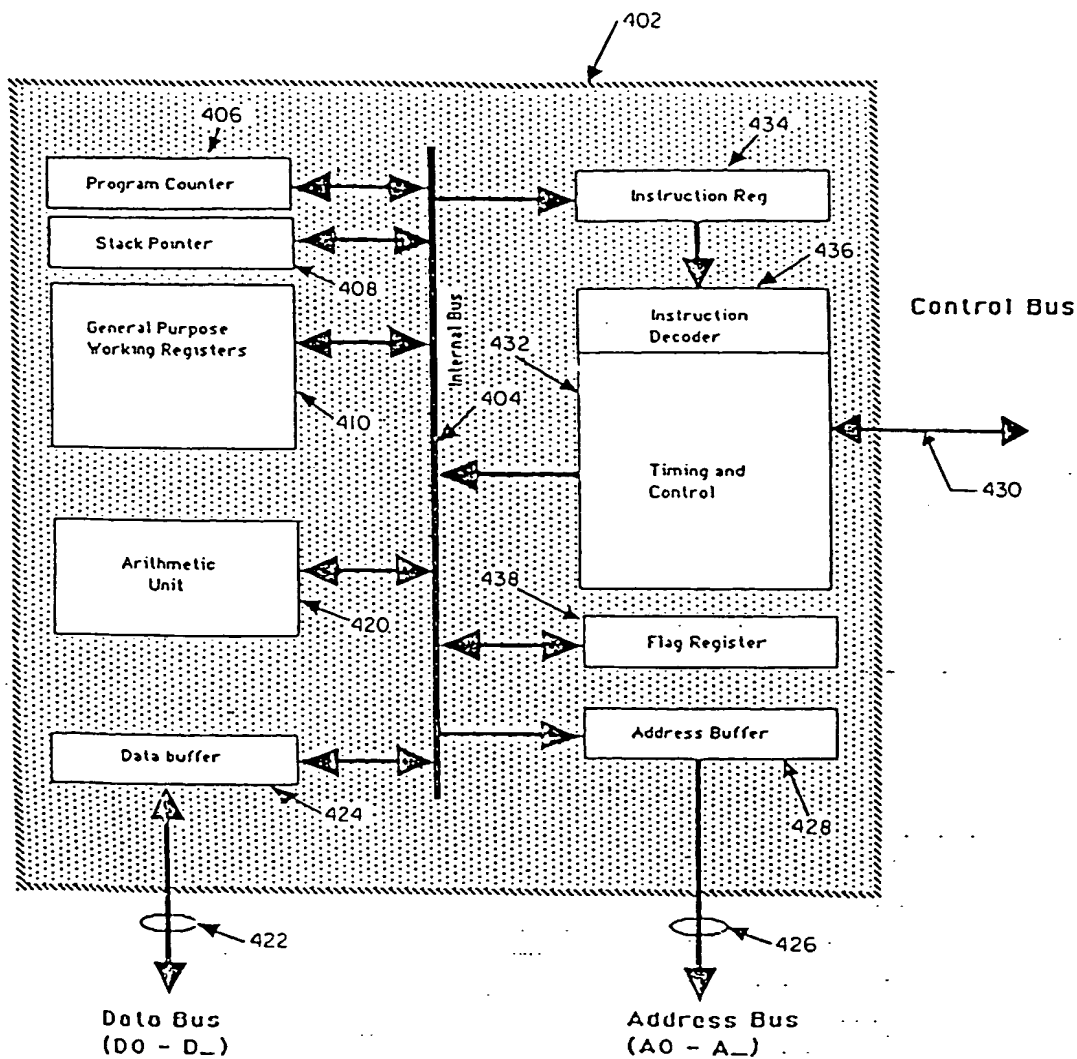 402
406
434
Program Counter
Instruction Reg
Stack Pointer
408
436
General Purpose
Working Registers
Instruction
Decoder
Control Bus
432
Internal Bus
404
410
Timing and
Control
430
Arithmetic
Unit
438
420
Flag Register
Data buffer
Address Buffer
424
428
422
426
Data Bus
(D0 - D_)
Address Bus
(A0 - A_)